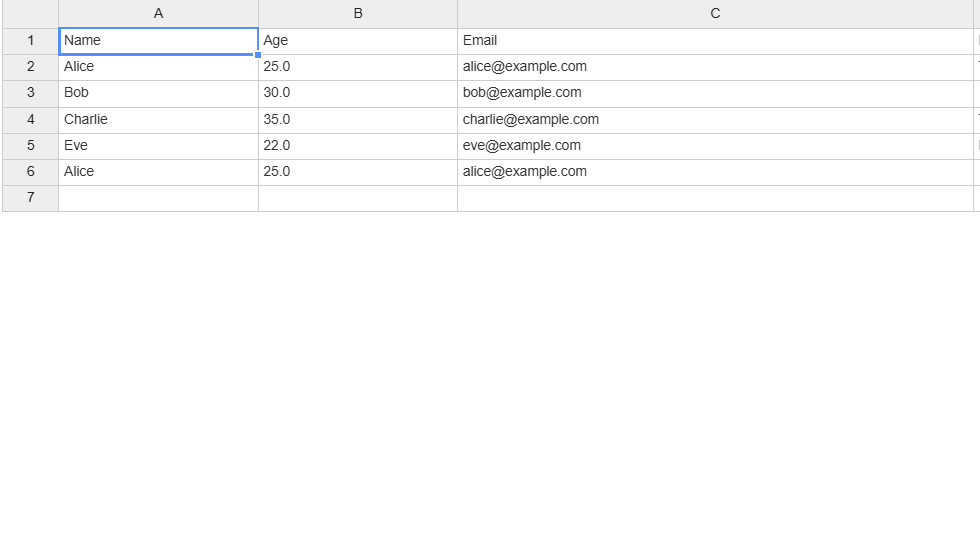 A B C
1 Name Age Email
2 Alice 25.0 alice@example.com
3 Bob 30.0 bob@example.com
4 Charlie 35.0 charlie@example.com
5 Eve 22.0 eve@example.com
6 Alice 25.0 alice@example.com
7